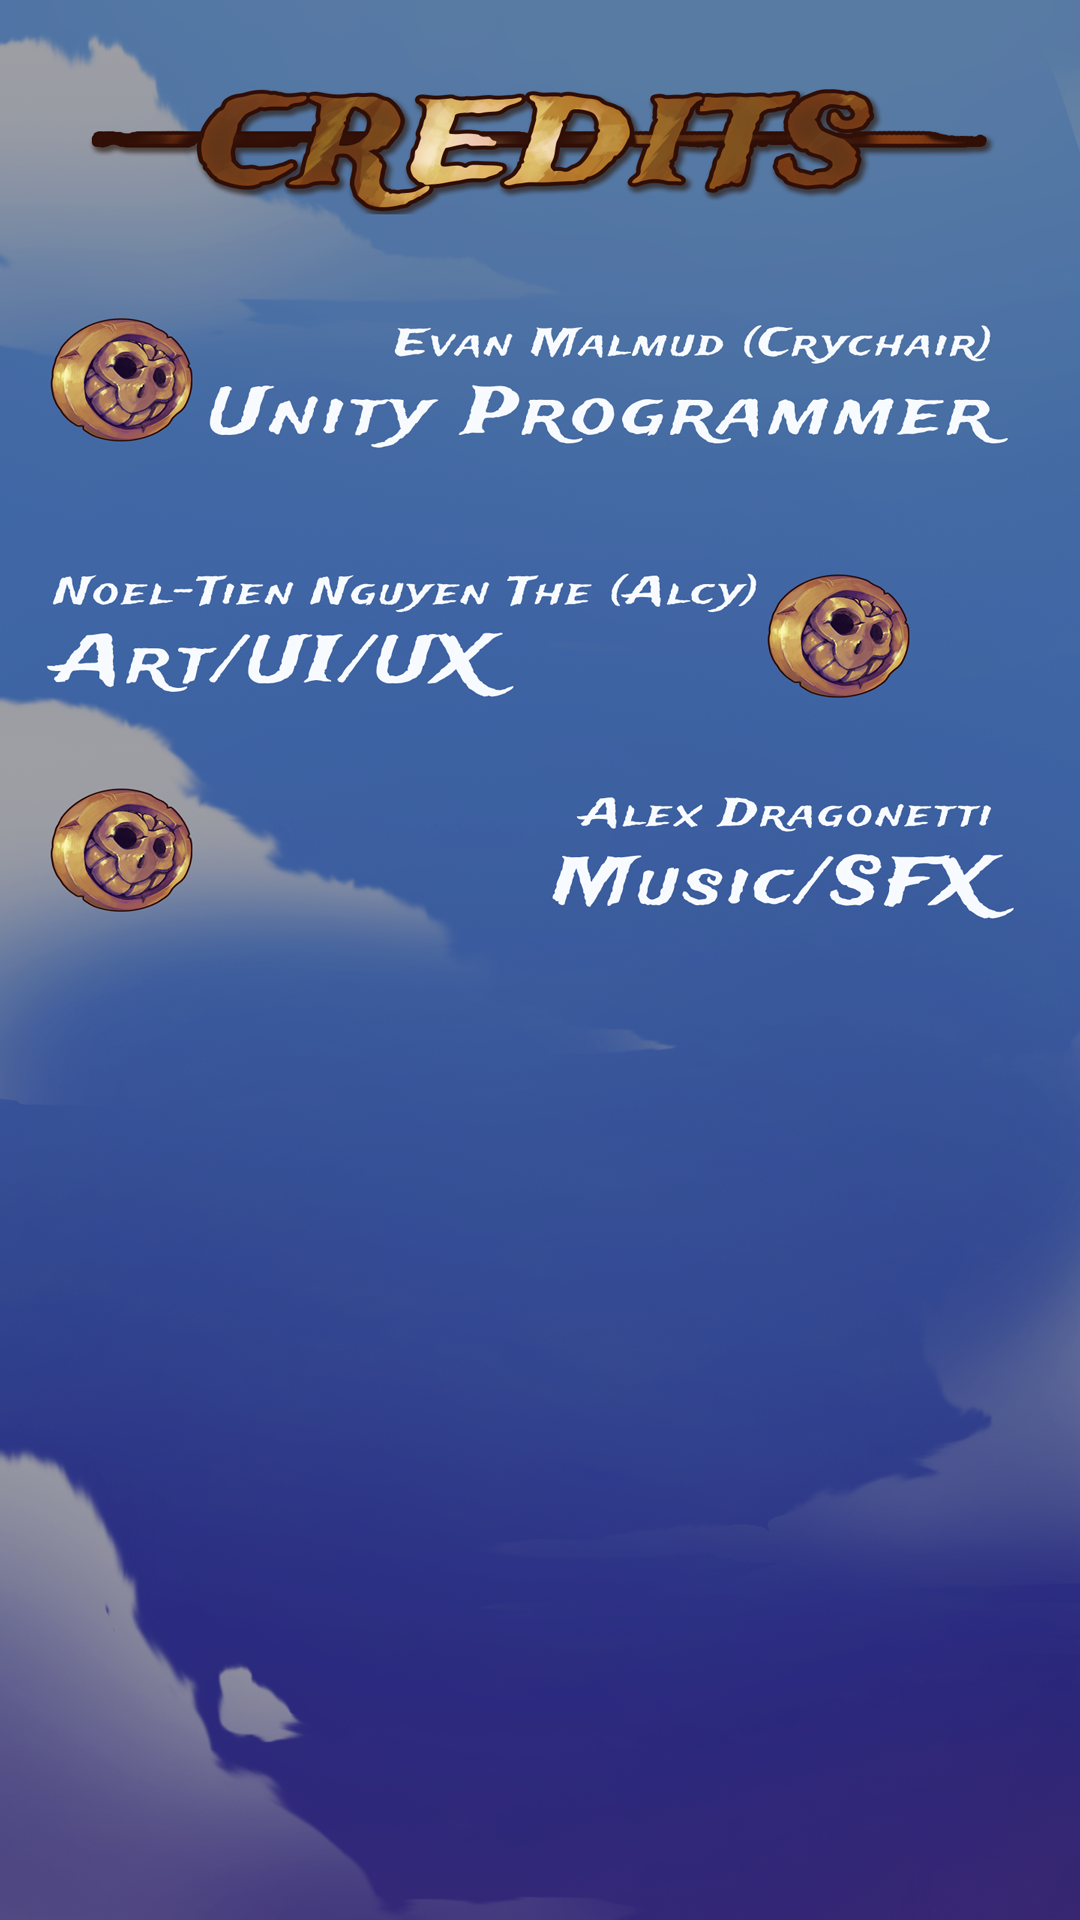 CREDITS
Evan Malmud (Crychair)
Unity Programmer
Noel-Tien Nguyen The (Alcy)
Art/UI/UX
Alex Dragonetti
Music/SFX